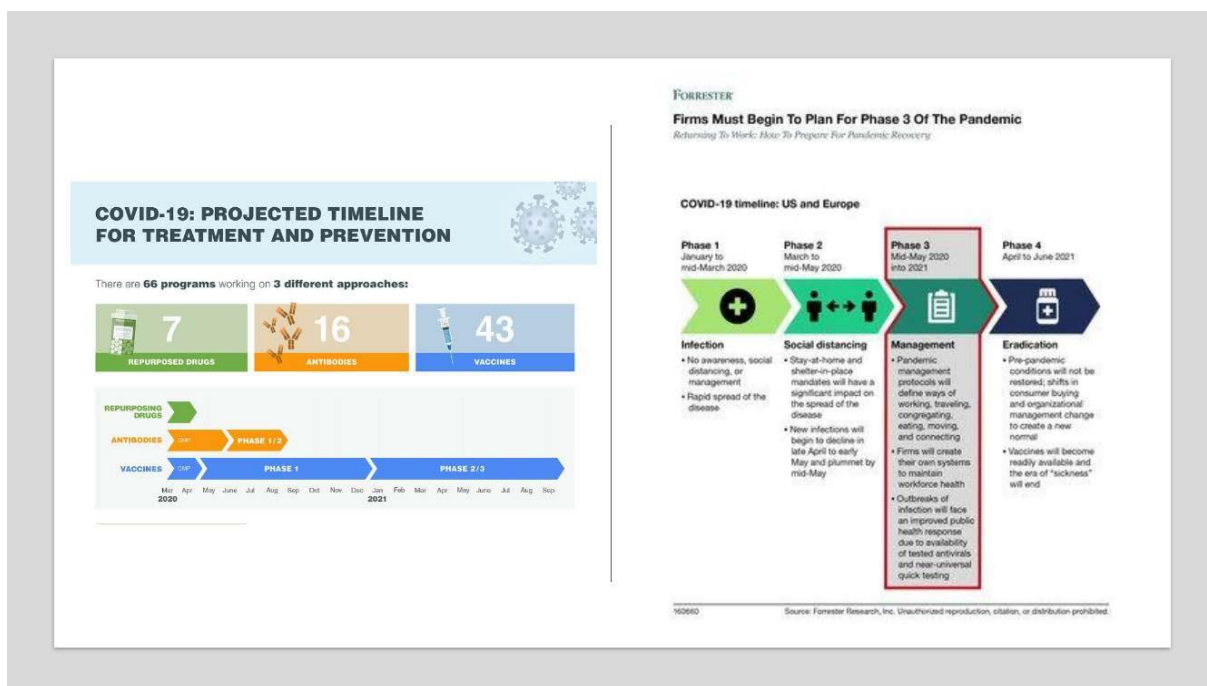 COVID-19: PROJECTED TIMELINE
FOR TREATMENT AND PREVENTION
There are 66 programs working on 3 different approaches:
7
REPURPOSED DRUGS
16
ANTIBODIES
43
VACCINES
REPURPOSING
DRUGS
ANTIBODIES GMP PHASE 1/2
VACCINES GMP PHASE 1 PHASE 2/3
Mar Apr May June Jul Aug Sep Oct Nov Dec Jan Feb Mar Apr May June Jul Aug Sep
2020 2021
FORRESTER
Firms Must Begin To Plan For Phase 3 Of The Pandemic
Returning To Work: How To Prepare For Pandemic Recovery
COVID-19 timeline: US and Europe
Phase 1
January to
mid-March 2020
Infection
• No awareness, social
distancing, or
management
• Rapid spread of the
disease
Phase 2
March to
mid-May 2020
Social distancing
• Stay-at-home and
shelter-in-place
mandates will have a
significant impact on
the spread of the
disease
• New infections will
begin to decline in
late April to early
May and plummet by
mid-May
Phase 3
Mid-May 2020
into 2021
Management
• Pandemic
management
protocols will
define ways of
working, traveling,
congregating,
eating, moving,
and connecting
• Firms will create
their own systems
to maintain
workforce health
• Outbreaks of
infection will face
an improved public
health response
due to availability
of tested antivirals
and near-universal
quick testing
Phase 4
April to June 2021
Eradication
• Pre-pandemic
conditions will not be
restored; shifts in
consumer buying
and organizational
management change
to create a new
normal
• Vaccines will become
readily available and
the era of "sickness"
will end
160660
Source: Forrester Research, Inc. Unauthorized reproduction, citation, or distribution prohibited.